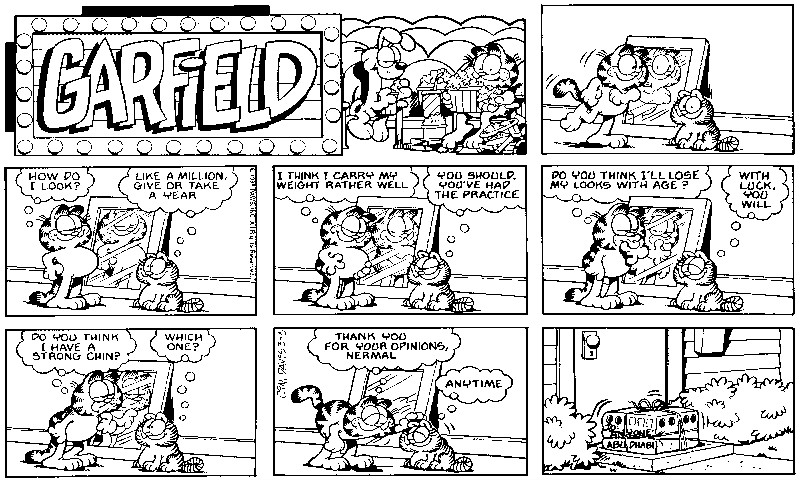 GARFIELD
HOW DO
I LOOK?
LIKE A MILLION,
GIVE OR TAKE
A YEAR
I THINK I CARRY MY
WEIGHT RATHER WELL
YOU SHOULD,
YOU'VE HAD
THE PRACTICE
DO YOU THINK I'LL LOSE
MY LOOKS WITH AGE?
WITH
LUCK,
YOU
WILL
DO YOU THINK
I HAVE A
STRONG CHIN?
WHICH
ONE?
THANK YOU
FOR YOUR OPINIONS,
NERMAL
ANYTIME
JIM DAVIS
ABU DHABI